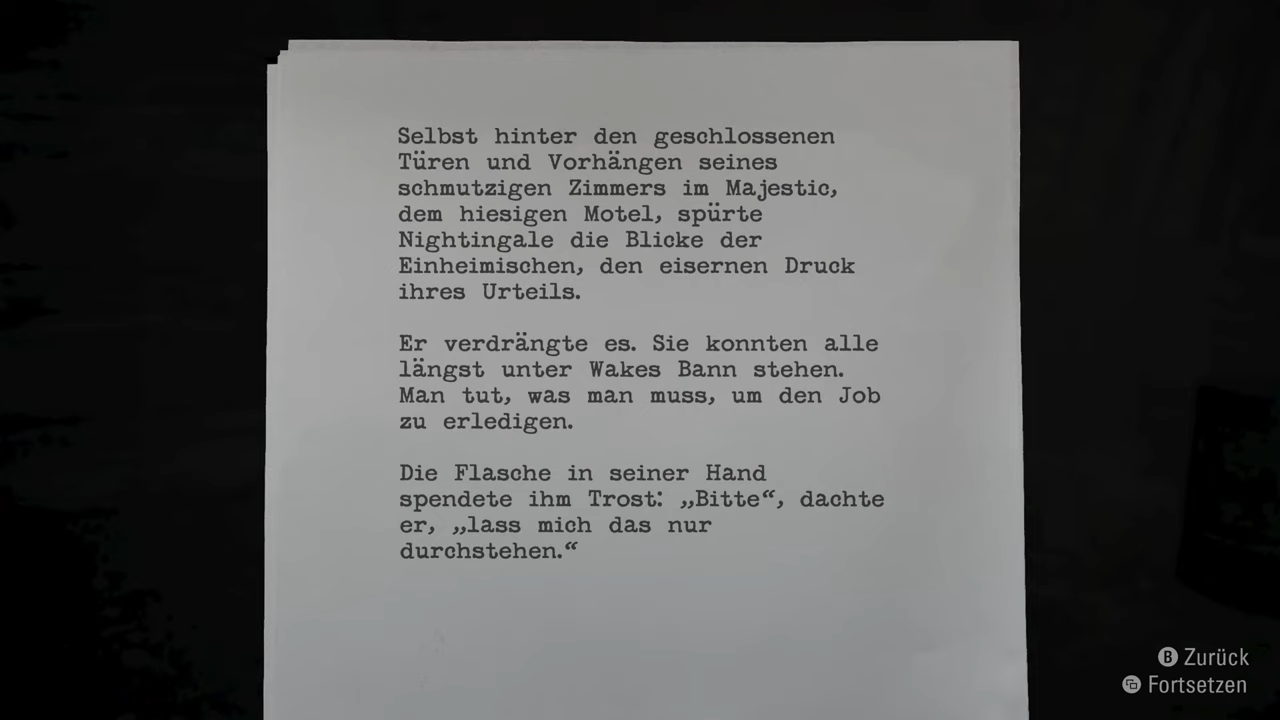 Selbst hinter den geschlossenen
Türen und Vorhängen seines
schmutzigen Zimmers im Majestic,
dem hiesigen Motel, spürte
Nightingale die Blicke der
Einheimischen, den eisernen Druck
ihres Urteils.
Er verdrängte es. Sie konnten alle
längst unter Wakes Bann stehen.
Man tut, was man muss, um den Job
zu erledigen.
Die Flasche in seiner Hand
spendete ihm Trost: „Bitte“, dachte
er, „lass mich das nur
durchstehen.“
B Zurück
Fortsetzen